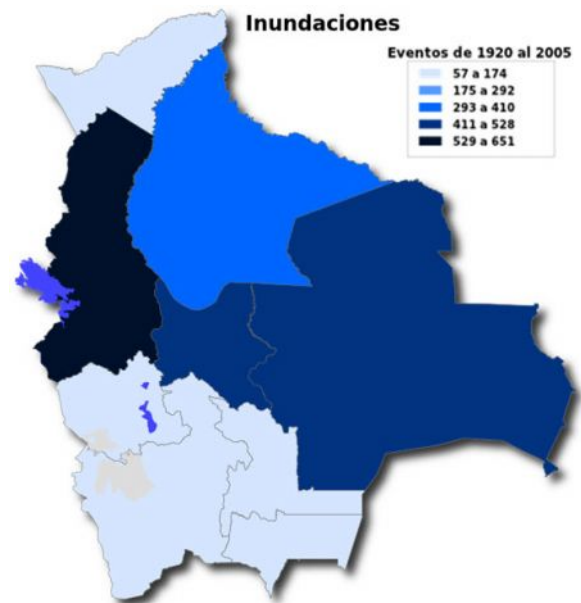 Inundaciones
Eventos de 1920 al 2005
57 a 174
175 a 292
293 a 410
411 a 528
529 a 651